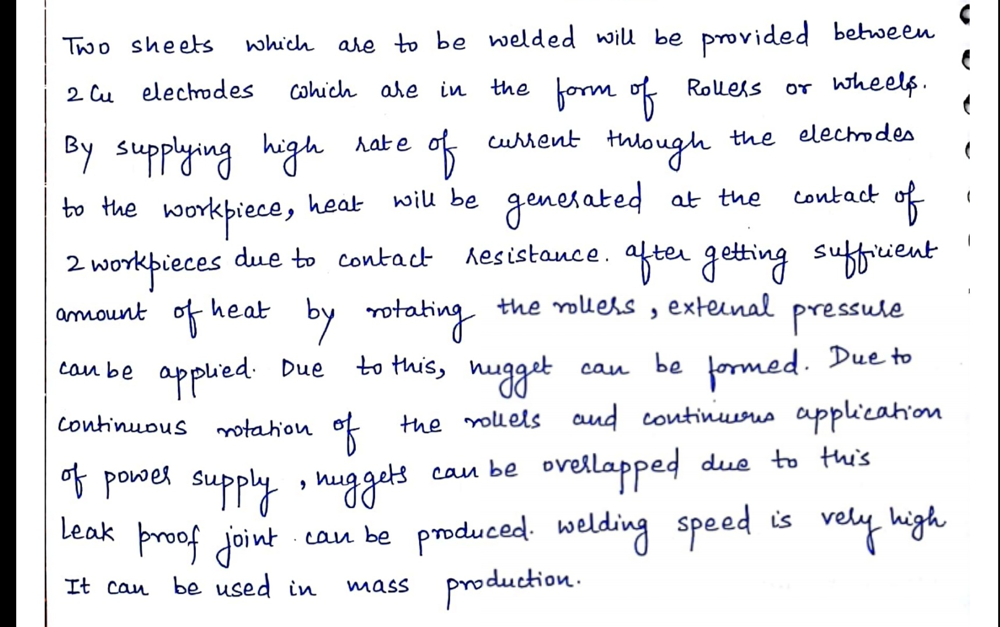 Two sheets which are to be welded will be provided between
2 Cu electrodes which are in the form of Rollers or wheels.
By supplying high rate of current through the electrodes
to the workpiece, heat will be generated at the contact of
2 workpieces due to contact resistance. after getting sufficient
amount of heat by rotating the rollers, external pressure
can be applied. Due to this, nugget can be formed. Due to
continuous rotation of the rollers and continuous application
of power supply, nuggets can be overlapped due to this
Leak proof joint can be produced. welding speed is very high
It can be used in mass production.